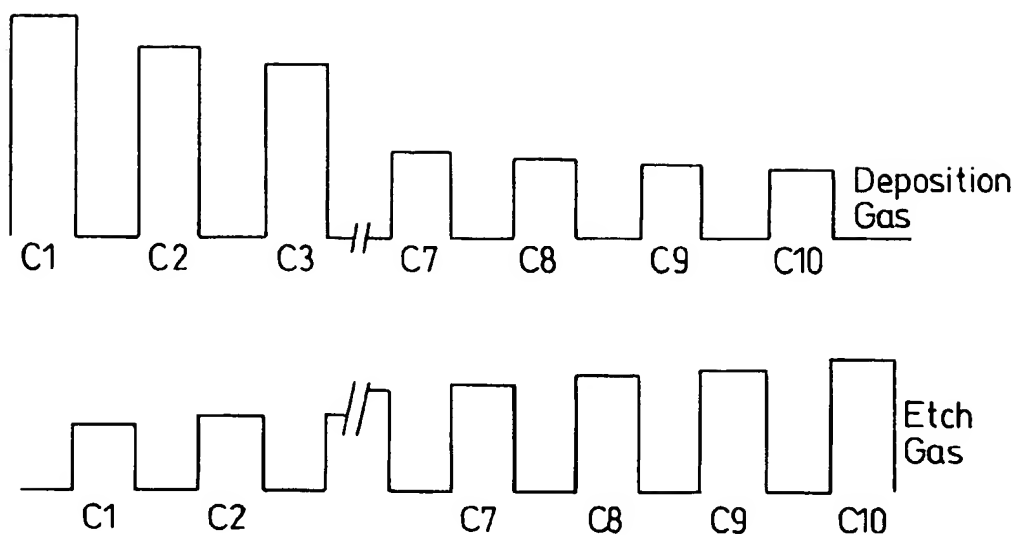 C1 C2 C3 C7 C8 C9 C10
Deposition
Gas
C1 C2 C7 C8 C9 C10
Etch
Gas